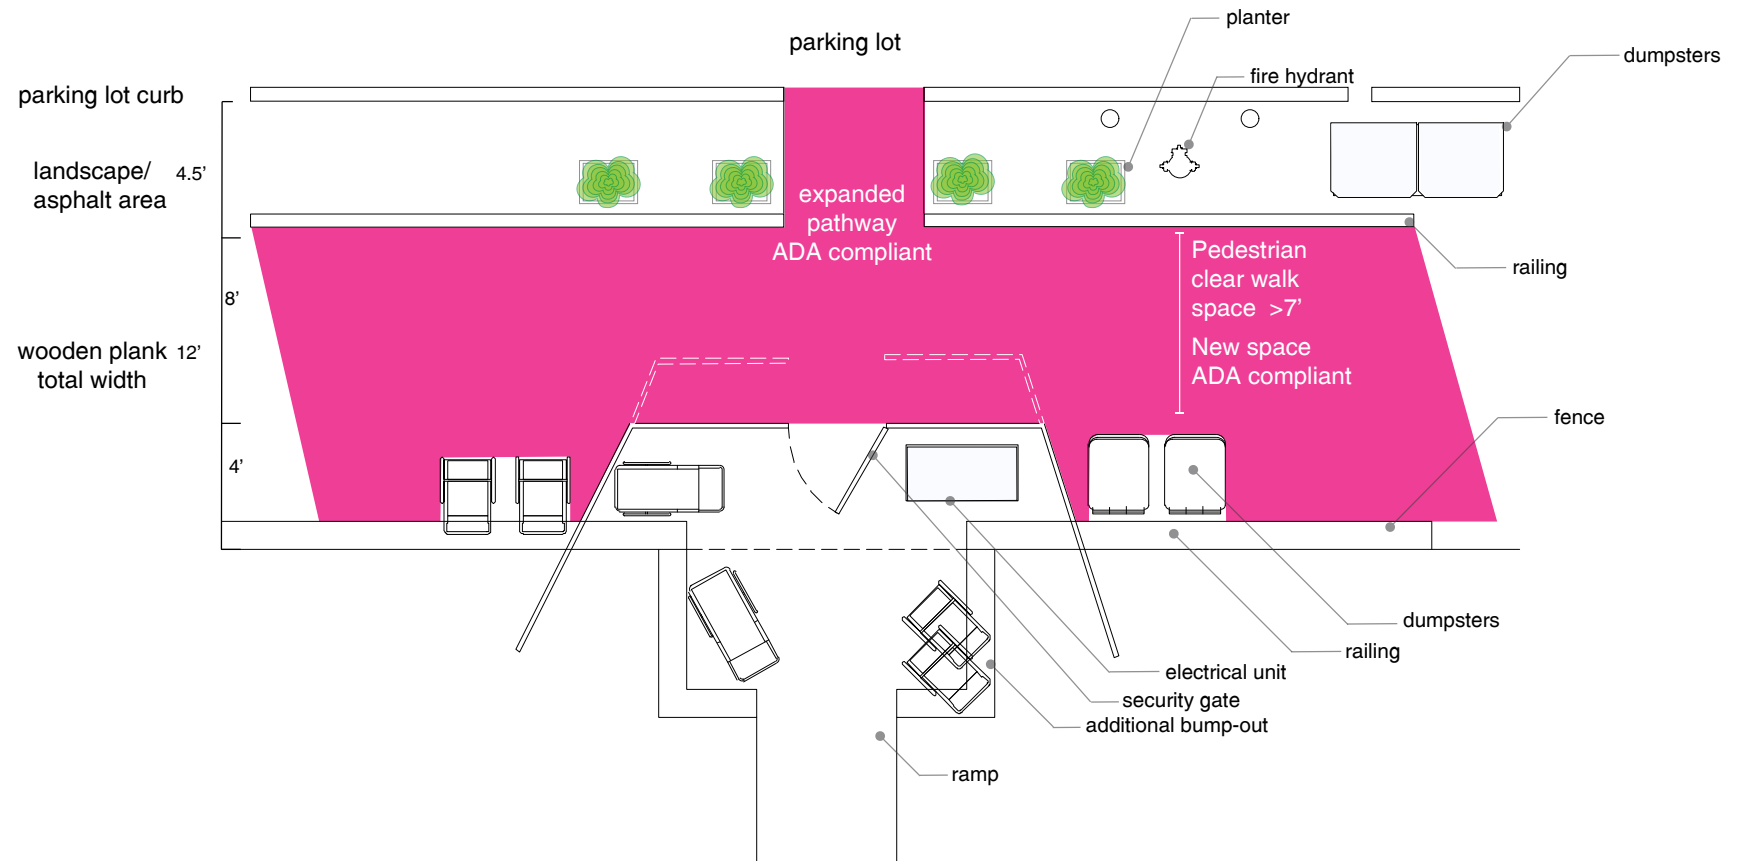 planter
parking lot
dumpsters
fire hydrant
parking lot curb
landscape/
asphalt area
4.5’
expanded
pathway
ADA compliant
Pedestrian
clear walk
space >7’
railing
8’
New space
ADA compliant
wooden plank 12’
total width
fence
4’
dumpsters
railing
electrical unit
security gate
additional bump-out
ramp